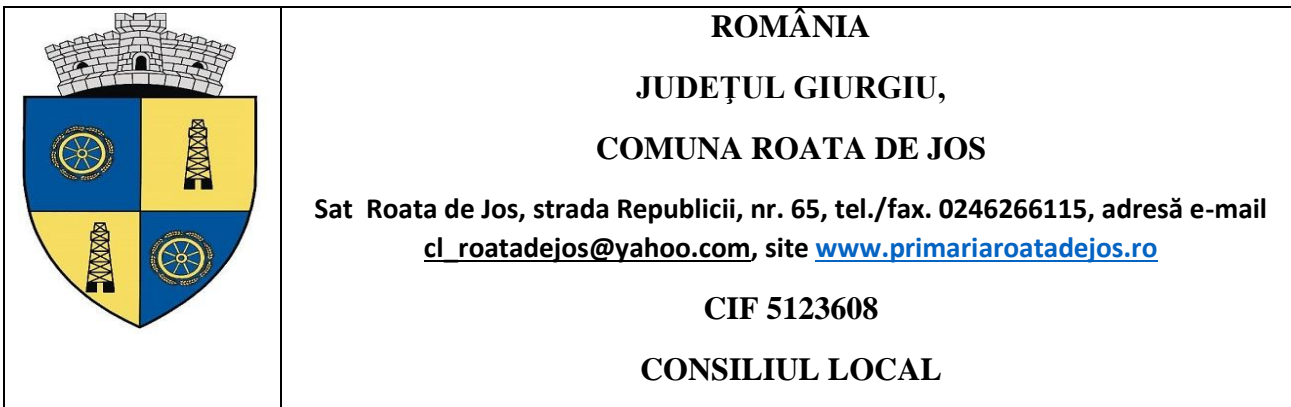 ROMÂNIA
JUDEŢUL GIURGIU,
COMUNA ROATA DE JOS
Sat Roata de Jos, strada Republicii, nr. 65, tel./fax. 0246266115, adresă e-mail
cl_roatadejos@yahoo.com, site www.primariaroatadejos.ro
CIF 5123608
CONSILIUL LOCAL